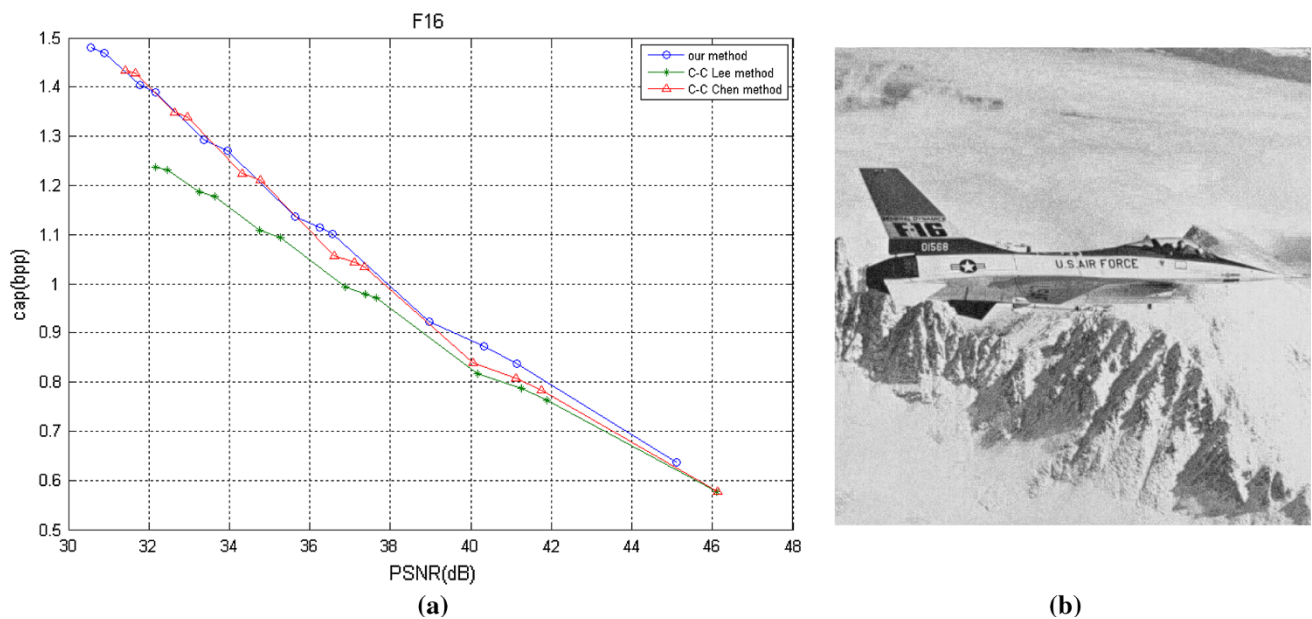 F16
1.5
1.4
1.3
1.2
1.1
1
0.9
0.8
0.7
0.6
0.5
cap(bpp)
30 32 34 36 38 40 42 44 46 48
PSNR(dB)
our method
C-C Lee method
C-C Chen method
(a)
GENERAL DYNAMICS
F-16
01568
U.S. AIR FORCE
(b)